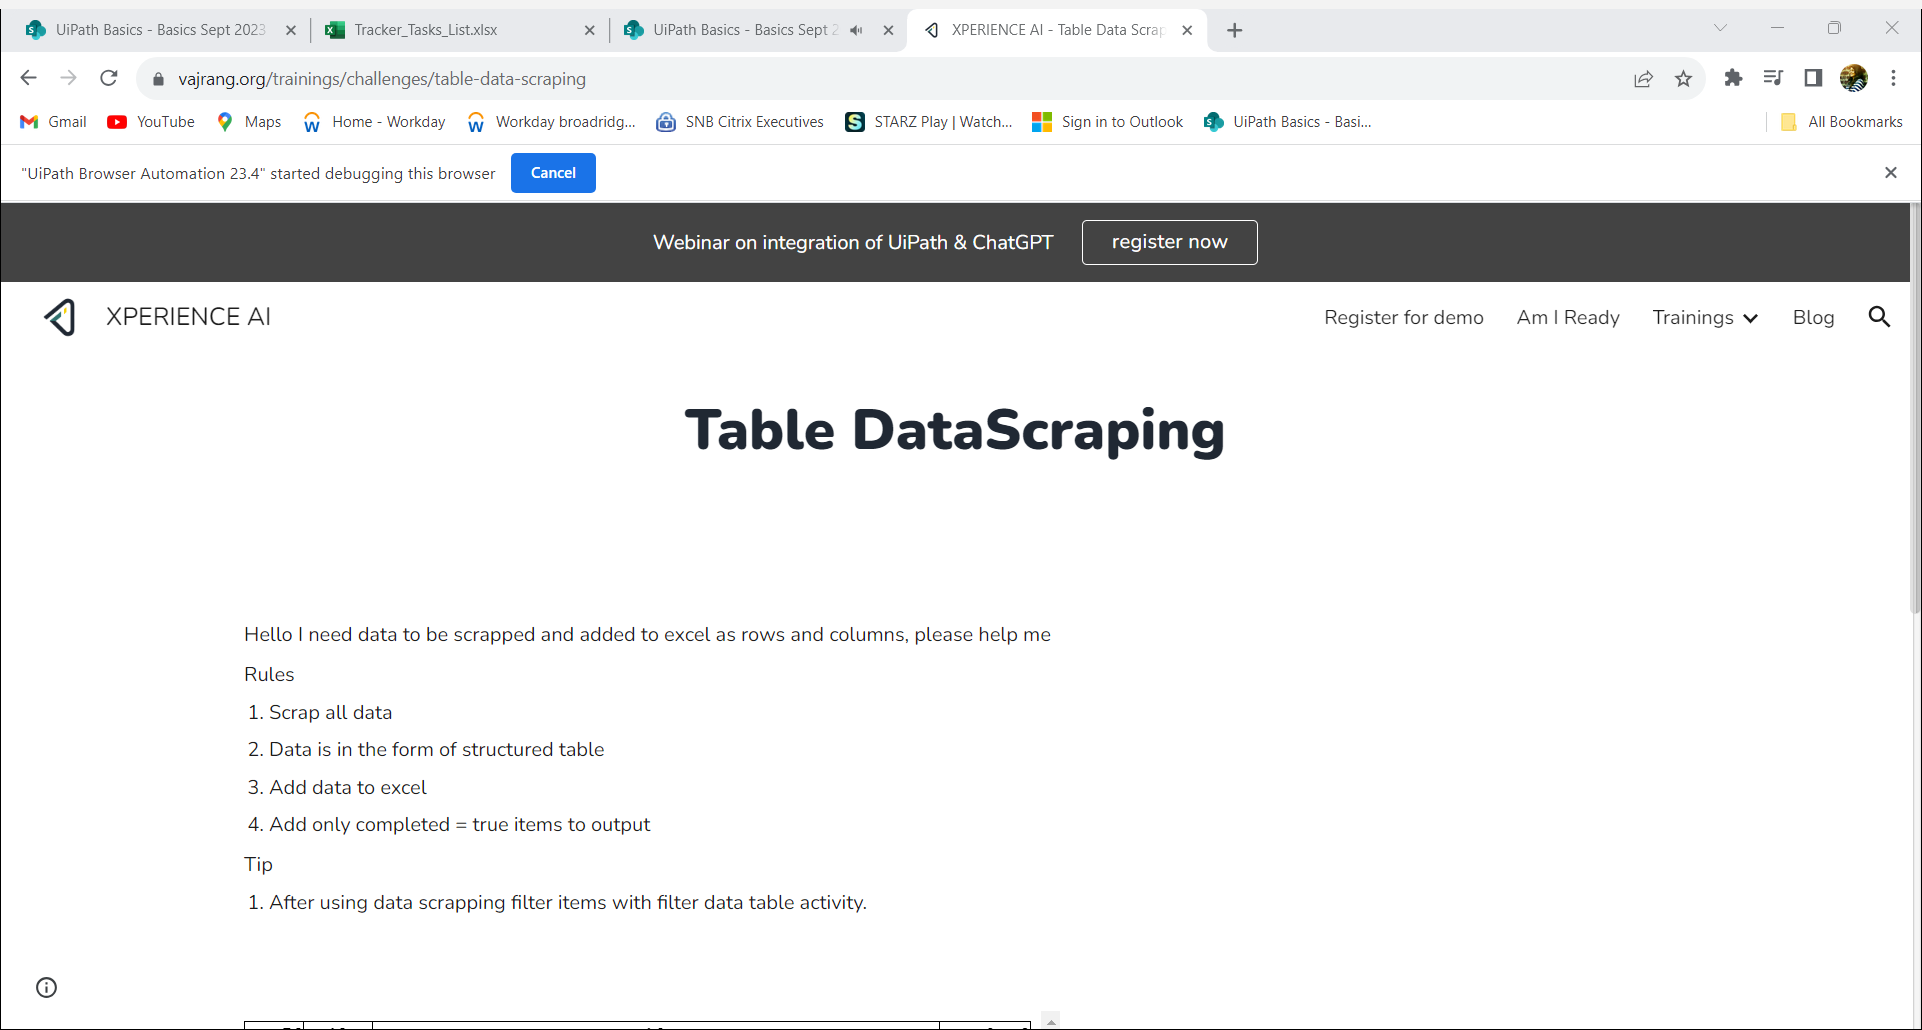 UiPath Basics - Basics Sept 2023
Tracker_Tasks_List.xlsx
UiPath Basics - Basics Sept 2
XPERIENCE AI - Table Data Scrap
vajrang.org/trainings/challenges/table-data-scraping
Gmail
YouTube
Maps
Home - Workday
Workday broadridg...
SNB Citrix Executives
STARZ Play | Watch...
Sign in to Outlook
UiPath Basics - Basi...
All Bookmarks
"UiPath Browser Automation 23.4" started debugging this browser
Cancel
Webinar on integration of UiPath & ChatGPT
register now
XPERIENCE AI
Register for demo
Am I Ready
Trainings
Blog
Table DataScraping
Hello I need data to be scrapped and added to excel as rows and columns, please help me
Rules
1. Scrap all data
2. Data is in the form of structured table
3. Add data to excel
4. Add only completed = true items to output
Tip
1. After using data scrapping filter items with filter data table activity.